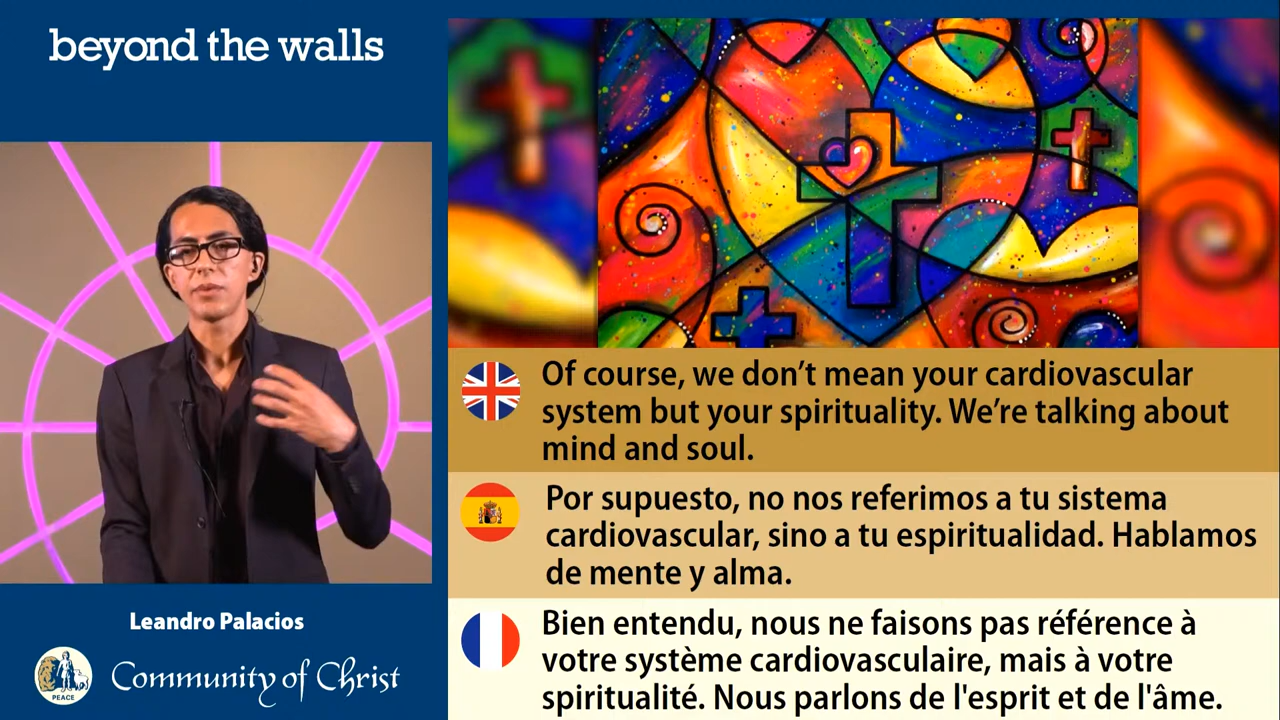 beyond the walls
Of course, we don’t mean your cardiovascular
system but your spirituality. We’re talking about
mind and soul.
Por supuesto, no nos referimos a tu sistema
cardiovascular, sino a tu espiritualidad. Hablamos
de mente y alma.
Bien entendu, nous ne faisons pas référence à
votre système cardiovasculaire, mais à votre
spiritualité. Nous parlons de l'esprit et de l'âme.
Leandro Palacios
PEACE
Community of Christ